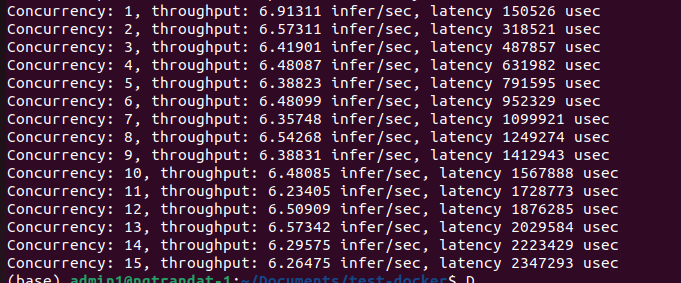 Concurrency: 1, throughput: 6.91311 infer/sec, latency 150526 usec
Concurrency: 2, throughput: 6.57311 infer/sec, latency 318521 usec
Concurrency: 3, throughput: 6.41901 infer/sec, latency 487857 usec
Concurrency: 4, throughput: 6.48087 infer/sec, latency 631982 usec
Concurrency: 5, throughput: 6.38823 infer/sec, latency 791595 usec
Concurrency: 6, throughput: 6.48099 infer/sec, latency 952329 usec
Concurrency: 7, throughput: 6.35748 infer/sec, latency 1099921 usec
Concurrency: 8, throughput: 6.54268 infer/sec, latency 1249274 usec
Concurrency: 9, throughput: 6.38831 infer/sec, latency 1412943 usec
Concurrency: 10, throughput: 6.48085 infer/sec, latency 1567888 usec
Concurrency: 11, throughput: 6.23405 infer/sec, latency 1728773 usec
Concurrency: 12, throughput: 6.50909 infer/sec, latency 1876285 usec
Concurrency: 13, throughput: 6.57342 infer/sec, latency 2029584 usec
Concurrency: 14, throughput: 6.29575 infer/sec, latency 2223429 usec
Concurrency: 15, throughput: 6.26475 infer/sec, latency 2347293 usec
(base) admin1@ngtrandat-1:~/Documents/test-docker$